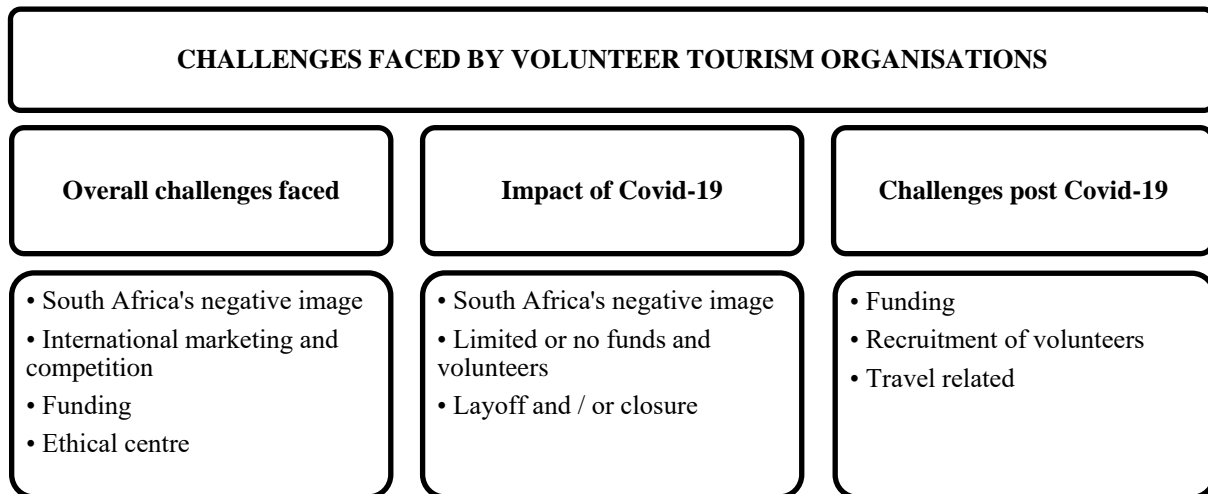 CHALLENGES FACED BY VOLUNTEER TOURISM ORGANISATIONS
Overall challenges faced
• South Africa's negative image
• International marketing and
competition
• Funding
• Ethical centre
Impact of Covid-19
• South Africa's negative image
• Limited or no funds and
volunteers
• Layoff and / or closure
Challenges post Covid-19
• Funding
• Recruitment of volunteers
• Travel related